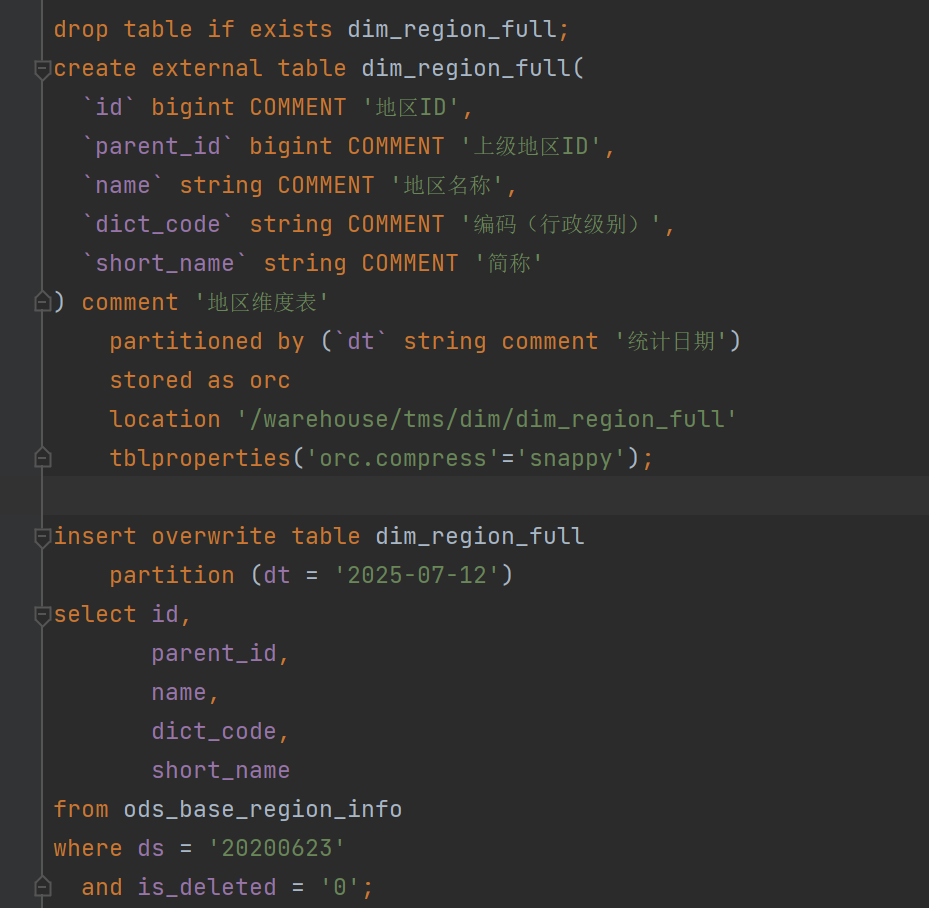 drop table if exists dim_region_full;
create external table dim_region_full(
  `id` bigint COMMENT '地区ID',
  `parent_id` bigint COMMENT '上级地区ID',
  `name` string COMMENT '地区名称',
  `dict_code` string COMMENT '编码（行政级别）',
  `short_name` string COMMENT '简称'
) comment '地区维度表'
    partitioned by (`dt` string comment '统计日期')
    stored as orc
    location '/warehouse/tms/dim/dim_region_full'
    tblproperties('orc.compress'='snappy');
insert overwrite table dim_region_full
    partition (dt = '2025-07-12')
select id,
       parent_id,
       name,
       dict_code,
       short_name
from ods_base_region_info
where ds = '20200623'
  and is_deleted = '0';